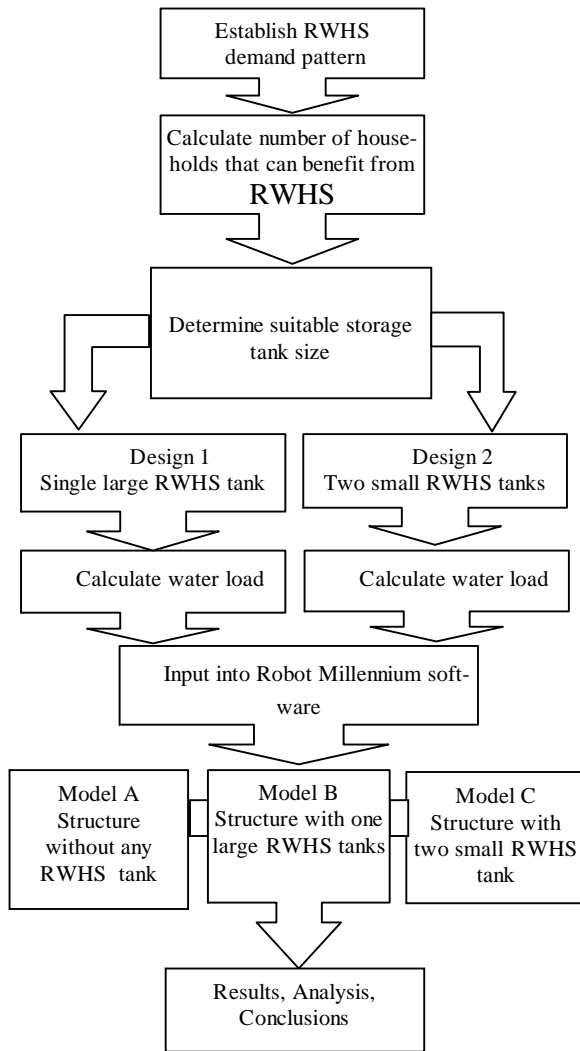 Establish RWHS
demand pattern
Calculate number of house-
holds that can benefit from
RWHS
Determine suitable storage
tank size
Design 1
Single large RWHS tank
Design 2
Two small RWHS tanks
Calculate water load
Calculate water load
Input into Robot Millennium soft-
ware
Model A
Structure
without any
RWHS tank
Model B
Structure with one
large RWHS tanks
Model C
Structure with
two small RWHS
tank
Results, Analysis,
Conclusions